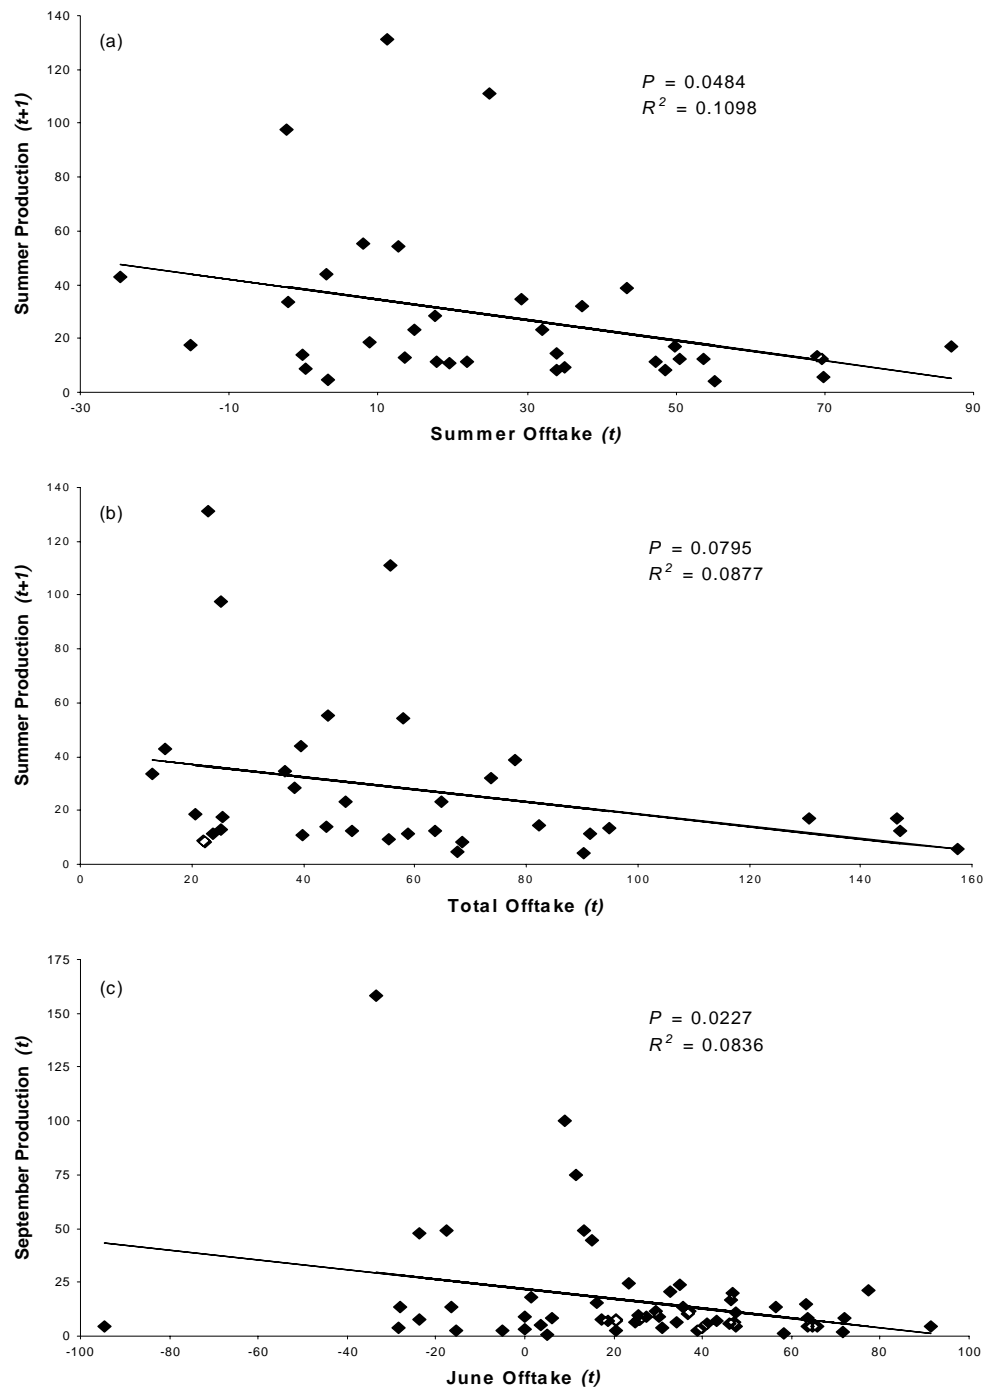 140
(a)
120
P = 0.0484
R² = 0.1098
100
80
60
40
20
0
Summer Production (t+1)
-30 -10 10 30 50 70 90
Summer Offtake (t)
140
(b)
120
P = 0.0795
R² = 0.0877
100
80
60
40
20
0
Summer Production (t+1)
0 20 40 60 80 100 120 140 160
Total Offtake (t)
175
(c)
150
P = 0.0227
R² = 0.0836
125
100
75
50
25
0
September Production (t)
-100 -80 -60 -40 -20 0 20 40 60 80 100
June Offtake (t)